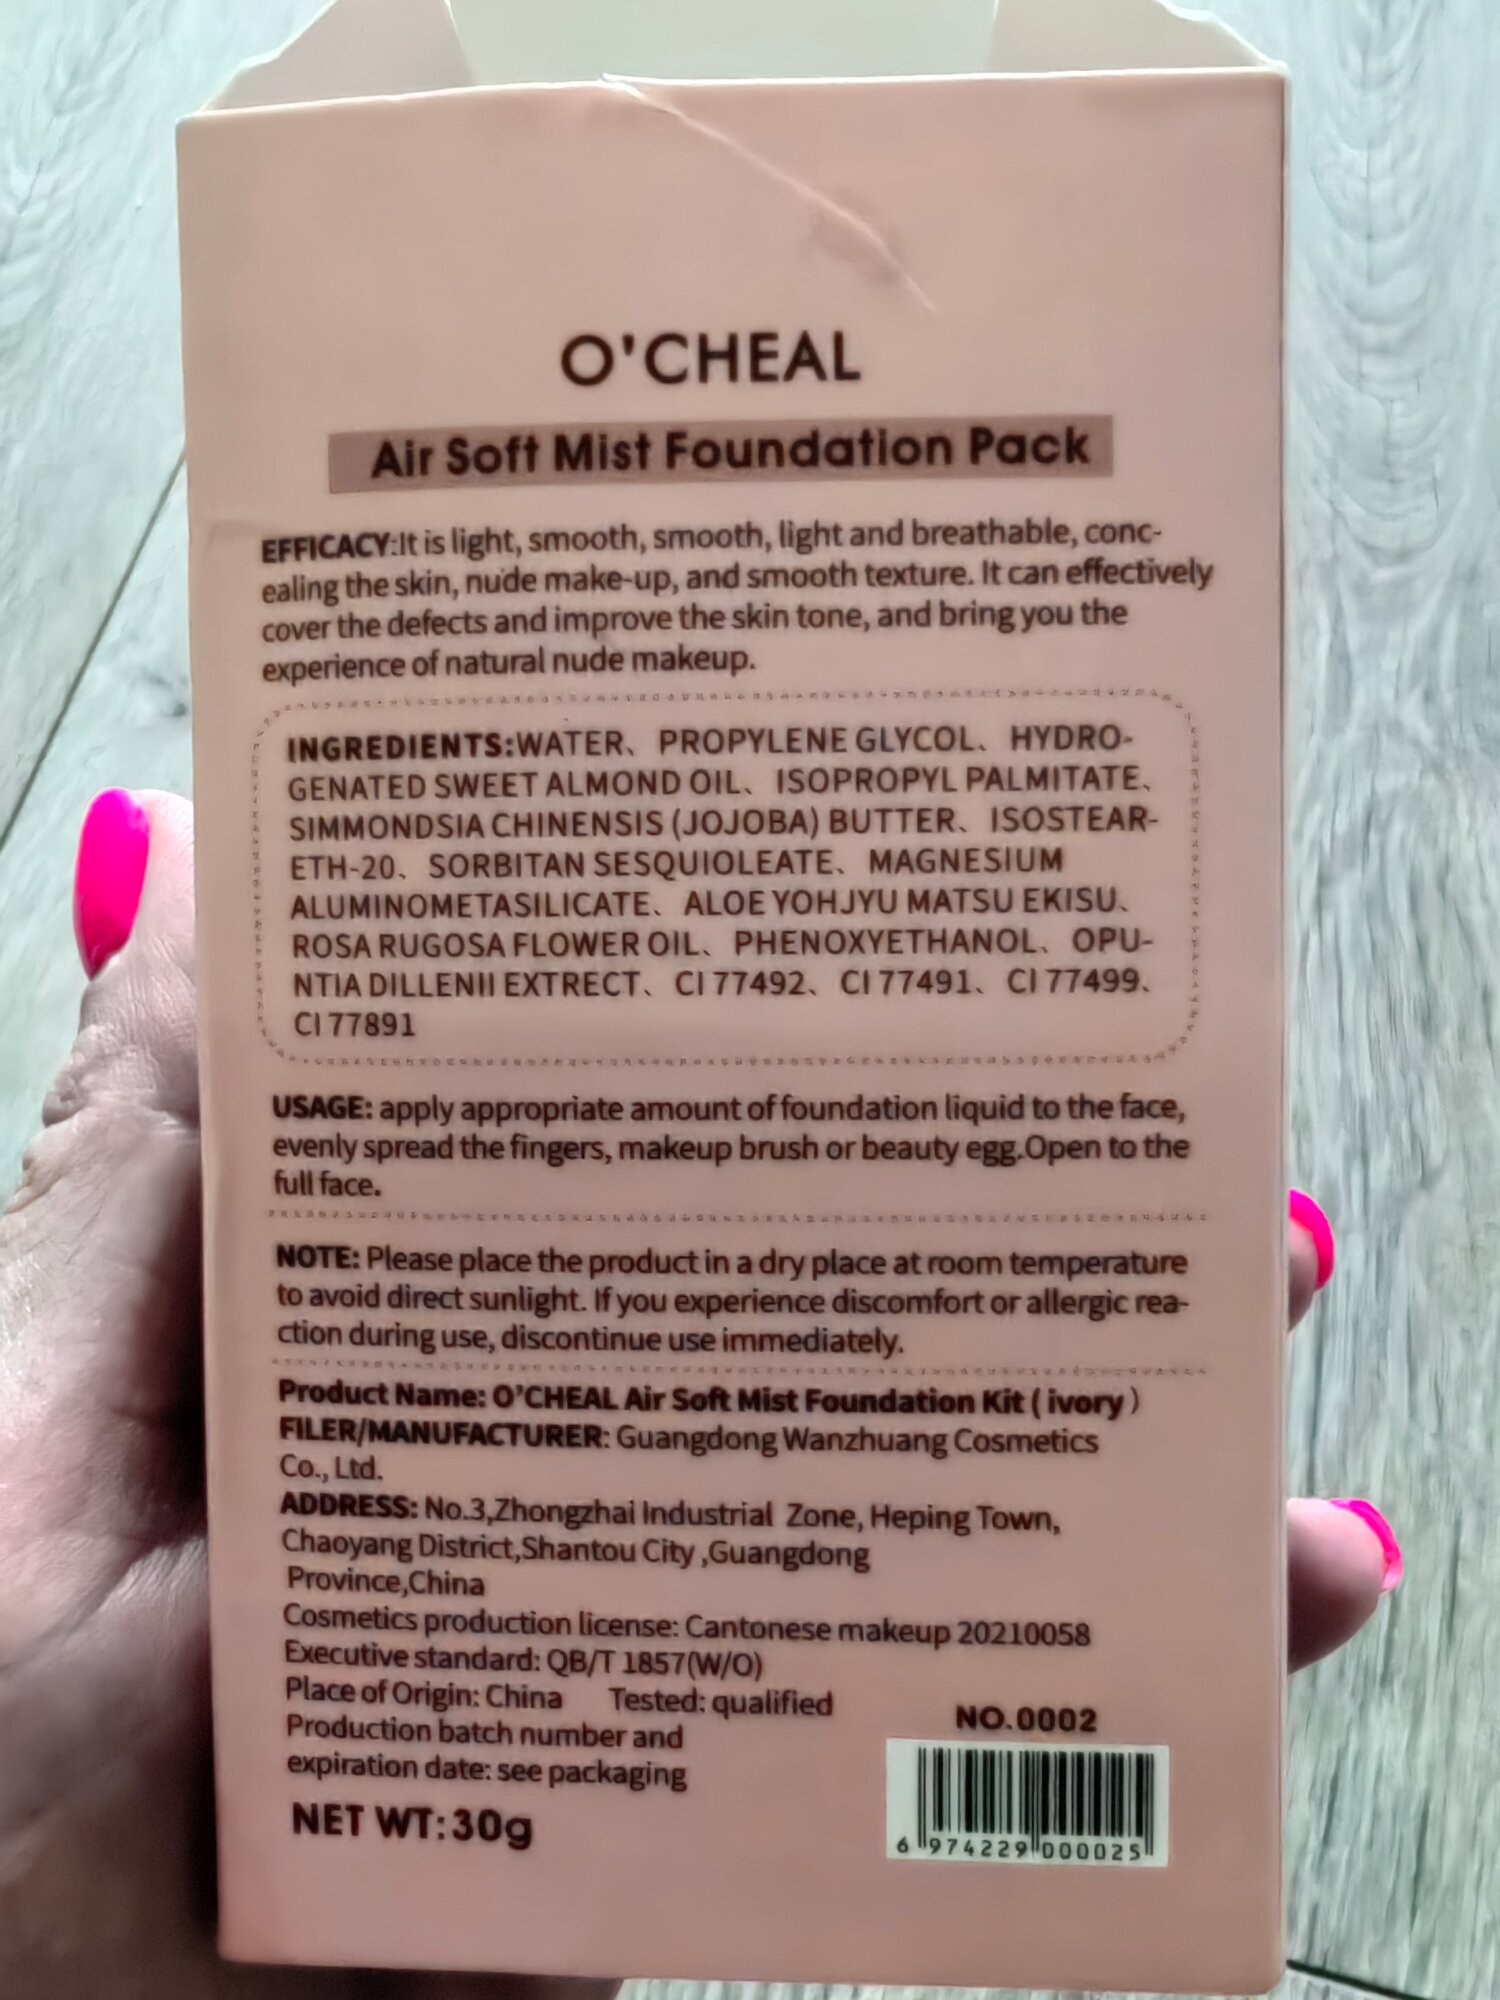 O'CHEAL
Air Soft Mist Foundation Pack
EFFICACY:It is light, smooth, smooth, light and breathable, conc-
ealing the skin, nude make-up, and smooth texture. It can effectively
cover the defects and improve the skin tone, and bring you the
experience of natural nude makeup.
INGREDIENTS:WATER、PROPYLENE GLYCOL、HYDRO-
GENATED SWEET ALMOND OIL、ISOPROPYL PALMITATE、
SIMMONDSIA CHINENSIS (JOJOBA) BUTTER、ISOSTEAR-
ETH-20、SORBITAN SESQUIOLEATE、MAGNESIUM
ALUMINOMETASILICATE、ALOE YOHJYU MATSU EKISU、
ROSA RUGOSA FLOWER OIL、PHENOXYETHANOL、OPU-
NTIA DILLENII EXTRECT、CI 77492、CI 77491、CI 77499、
CI 77891
USAGE: apply appropriate amount of foundation liquid to the face,
evenly spread the fingers, makeup brush or beauty egg.Open to the
full face.
NOTE: Please place the product in a dry place at room temperature
to avoid direct sunlight. If you experience discomfort or allergic rea-
ction during use, discontinue use immediately.
Product Name: O'CHEAL Air Soft Mist Foundation Kit ( ivory )
FILER/MANUFACTURER: Guangdong Wanzhuang Cosmetics
Co., Ltd.
ADDRESS: No.3,Zhongzhai Industrial Zone, Heping Town,
Chaoyang District,Shantou City ,Guangdong
Province,China
Cosmetics production license: Cantonese makeup 20210058
Executive standard: QB/T 1857(W/O)
Place of Origin: China Tested: qualified
Production batch number and
expiration date: see packaging
NET WT: 30g
NO.0002
6 974229 000025